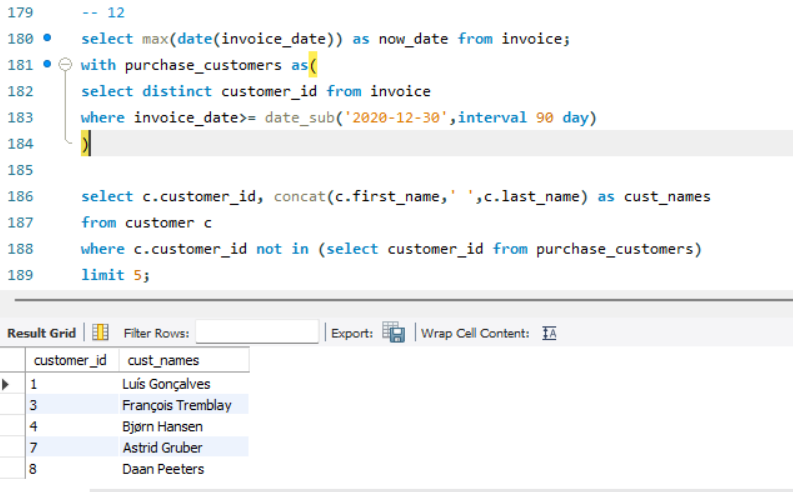 179 -- 12
180 select max(date(invoice_date)) as now_date from invoice;
181 with purchase_customers as(
182 select distinct customer_id from invoice
183 where invoice_date>= date_sub('2020-12-30',interval 90 day)
184 )
185
186 select c.customer_id, concat(c.first_name,' ',c.last_name) as cust_names
187 from customer c
188 where c.customer_id not in (select customer_id from purchase_customers)
189 limit 5;
Result Grid Filter Rows: Export: Wrap Cell Content:
customer_id cust_names
1 Luís Gonçalves
3 François Tremblay
4 Bjørn Hansen
7 Astrid Gruber
8 Daan Peeters